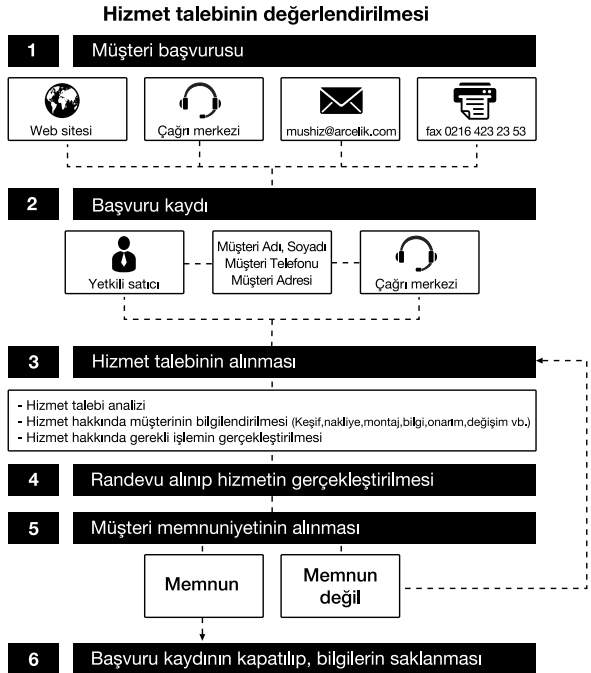 Hizmet talebinin değerlendirilmesi
1 Müşteri başvurusu
Web sitesi
Çağrı merkezi
mushiz@arcelik.com
fax 0216 423 23 53
2 Başvuru kaydı
Yetkili satıcı
Müşteri Adı, Soyadı
Müşteri Telefonu
Müşteri Adresi
Çağrı merkezi
3 Hizmet talebinin alınması
- Hizmet talebi analizi
- Hizmet hakkında müşterinin bilgilendirilmesi (Keşif,nakliye,montaj,bilgi,onarım,değişim vb.)
- Hizmet hakkında gerekli işlemin gerçekleştirilmesi
4 Randevu alınıp hizmetin gerçekleştirilmesi
5 Müşteri memnuniyetinin alınması
Memnun
Memnun
değil
6 Başvuru kaydının kapatılıp, bilgilerin saklanması